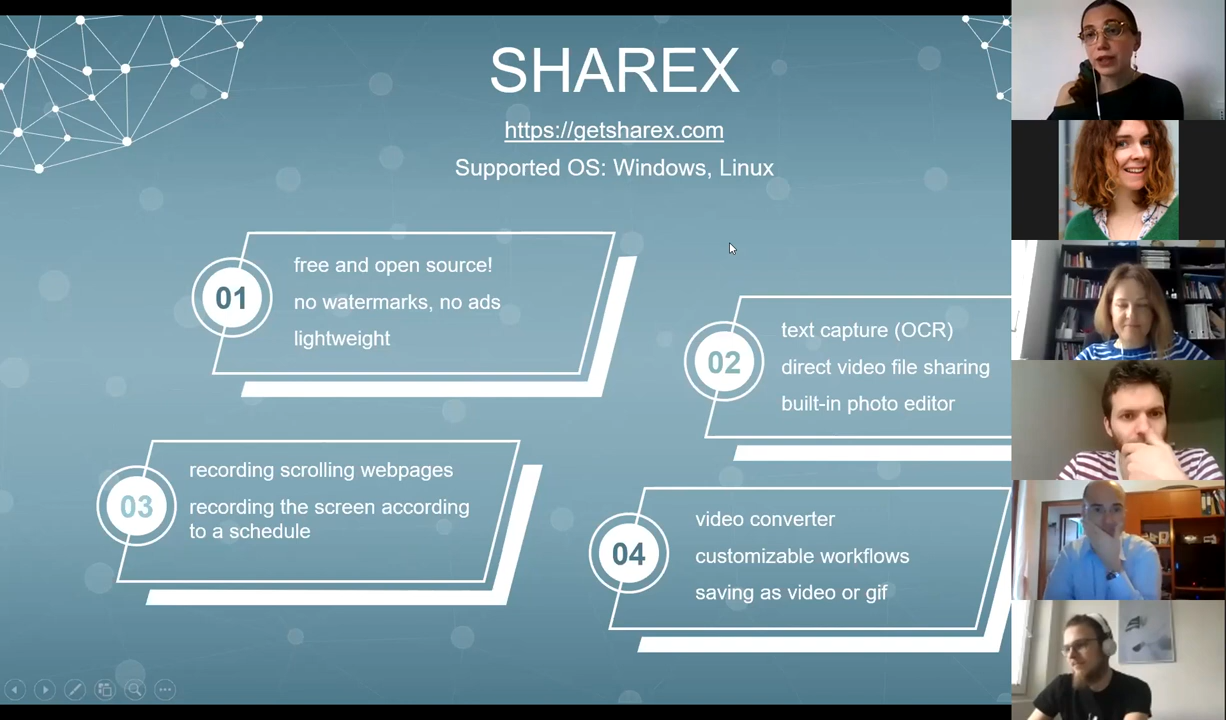 SHAREX
https://getsharex.com
Supported OS: Windows, Linux
01
free and open source!
no watermarks, no ads
lightweight
02
text capture (OCR)
direct video file sharing
built-in photo editor
03
recording scrolling webpages
recording the screen according
to a schedule
04
video converter
customizable workflows
saving as video or gif